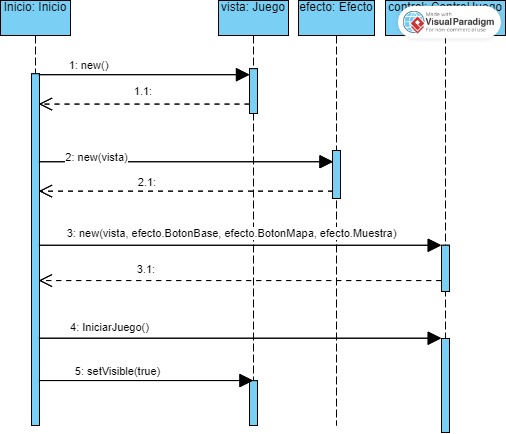 Inicio: Inicio
vista: Juego
efecto: Efecto
control: ControlJuego
Made with
VisualParadigm
For non-commercial use
1: new()
1.1:
2: new(vista)
2.1:
3: new(vista, efecto.BotonBase, efecto.BotonMapa, efecto.Muestra)
3.1:
4: IniciarJuego()
5: setVisible(true)